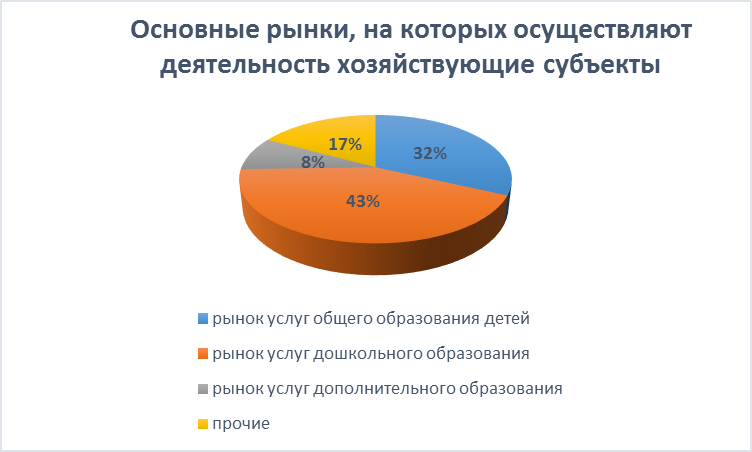 Основные рынки, на которых осуществляют
деятельность хозяйствующие субъекты
17%
32%
8%
43%
рынок услуг общего образования детей
рынок услуг дошкольного образования
рынок услуг дополнительного образования
прочие